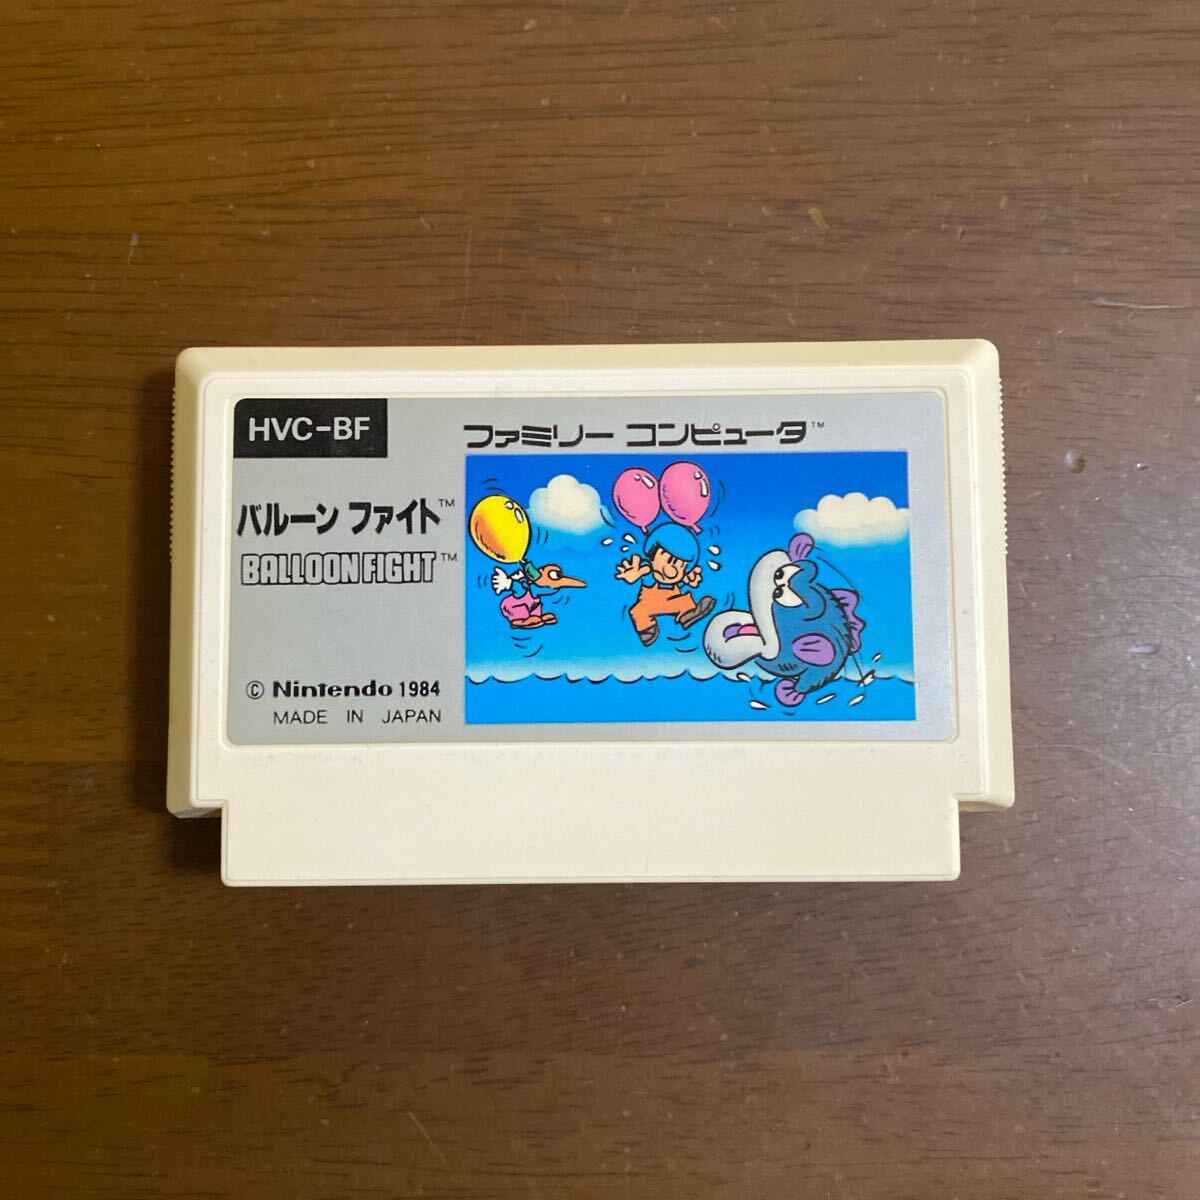 HVC-BF
ファミリー コンピュータ™
バルーン ファイト™
BALLOON FIGHT™
© Nintendo 1984
MADE IN JAPAN